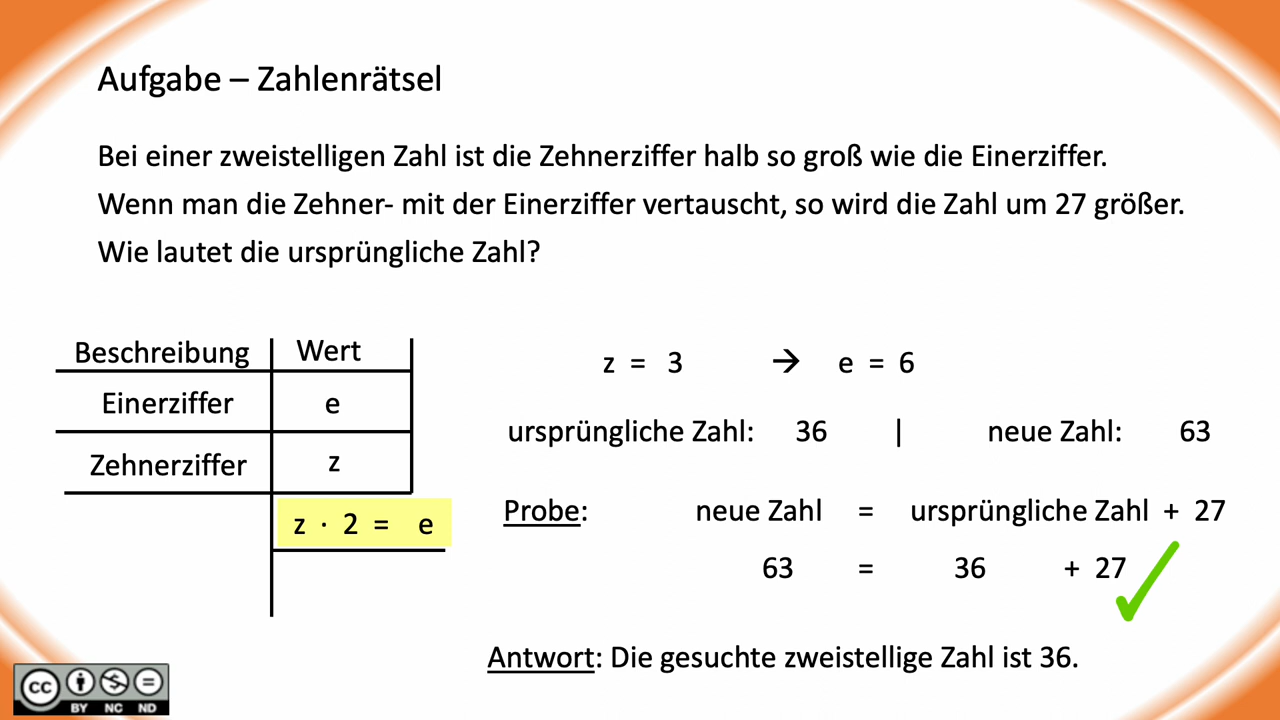 Aufgabe – Zahlenrätsel
Bei einer zweistelligen Zahl ist die Zehnerziffer halb so groß wie die Einerziffer.
Wenn man die Zehner- mit der Einerziffer vertauscht, so wird die Zahl um 27 größer.
Wie lautet die ursprüngliche Zahl?
Beschreibung Wert
Einerziffer e
Zehnerziffer z
z · 2 = e
z = 3 → e = 6
ursprüngliche Zahl: 36 | neue Zahl: 63
Probe: neue Zahl = ursprüngliche Zahl + 27
63 = 36 + 27
Antwort: Die gesuchte zweistellige Zahl ist 36.
cc
BY NC ND